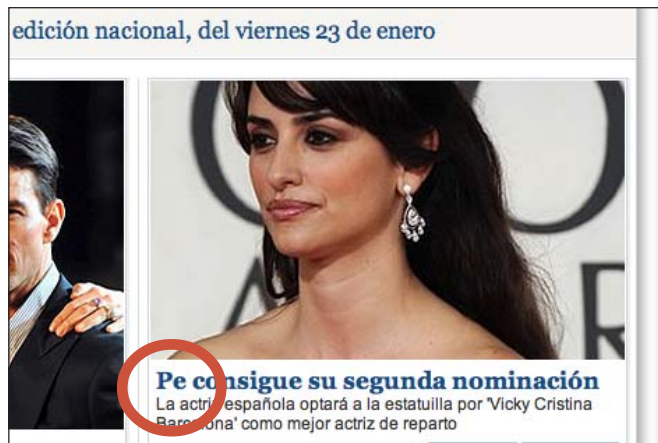 edición nacional, del viernes 23 de enero
Pe consigue su segunda nominación
La actriz española optará a la estatuilla por 'Vicky Cristina
Barcelona' como mejor actriz de reparto